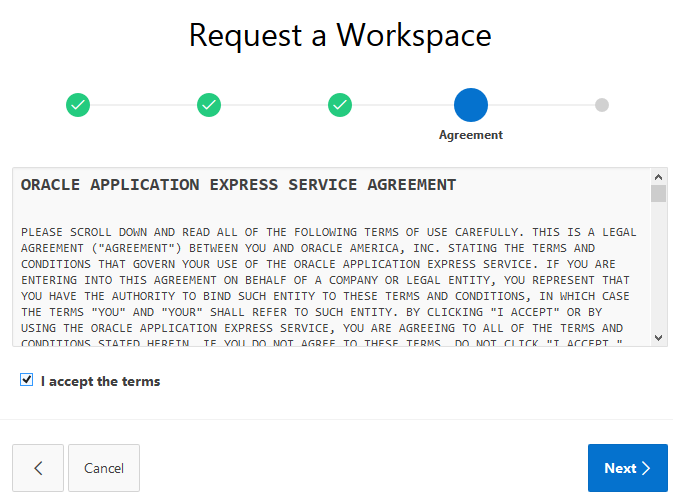 Request a Workspace
Agreement
ORACLE APPLICATION EXPRESS SERVICE AGREEMENT
PLEASE SCROLL DOWN AND READ ALL OF THE FOLLOWING TERMS OF USE CAREFULLY. THIS IS A LEGAL
AGREEMENT ("AGREEMENT") BETWEEN YOU AND ORACLE AMERICA, INC. STATING THE TERMS AND
CONDITIONS THAT GOVERN YOUR USE OF THE ORACLE APPLICATION EXPRESS SERVICE. IF YOU ARE
ENTERING INTO THIS AGREEMENT ON BEHALF OF A COMPANY OR LEGAL ENTITY, YOU REPRESENT THAT
YOU HAVE THE AUTHORITY TO BIND SUCH ENTITY TO THESE TERMS AND CONDITIONS, IN WHICH CASE
THE TERMS "YOU" AND "YOUR" SHALL REFER TO SUCH ENTITY. BY CLICKING "I ACCEPT" OR BY
USING THE ORACLE APPLICATION EXPRESS SERVICE, YOU ARE AGREEING TO ALL OF THE TERMS AND
CONDITIONS STATED HEREIN. IF YOU DO NOT AGREE TO THESE TERMS, DO NOT CLICK "I ACCEPT."
I accept the terms
Cancel
Next